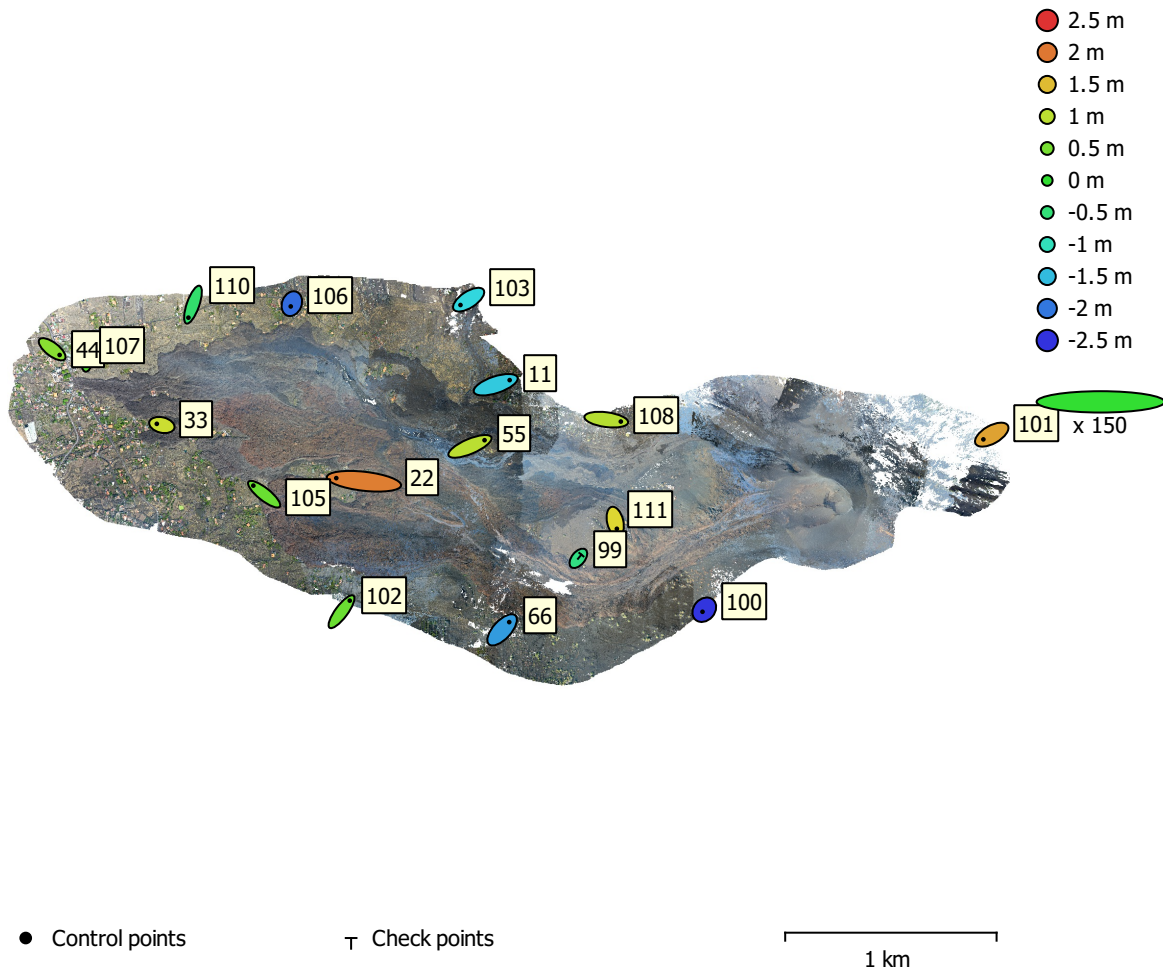 2.5 m
2 m
1.5 m
1 m
0.5 m
0 m
-0.5 m
-1 m
-1.5 m
-2 m
-2.5 m
x 150
110
106
103
44
107
11
33
108
101
55
22
105
111
99
102
66
100
Control points
Check points
1 km